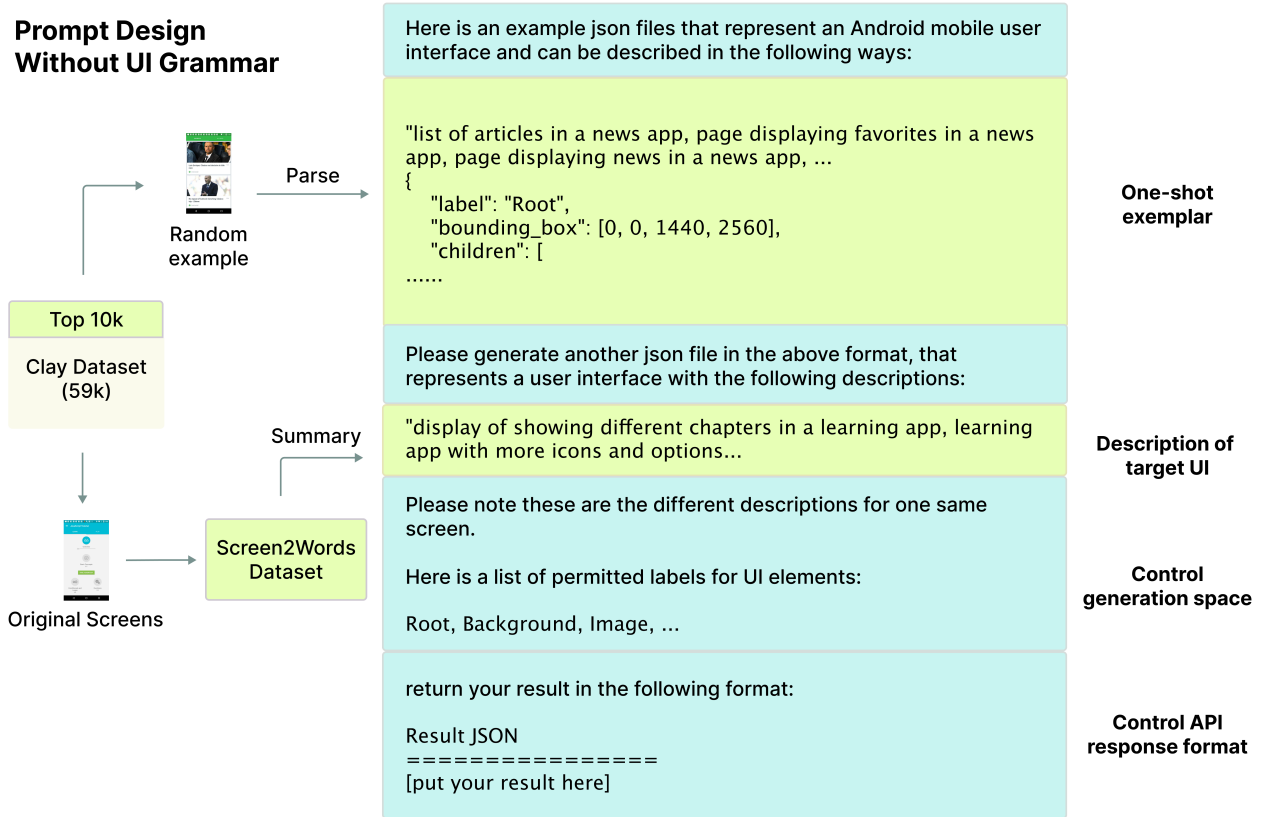 Prompt Design
Without UI Grammar
Here is an example json files that represent an Android mobile user
interface and can be described in the following ways:
"list of articles in a news app, page displaying favorites in a news
app, page displaying news in a news app, ...
{
"label": "Root",
"bounding_box": [0, 0, 1440, 2560],
"children": [
......
One-shot
exemplar
Parse
Random
example
Top 10k
Clay Dataset
(59k)
Please generate another json file in the above format, that
represents a user interface with the following descriptions:
Summary
"display of showing different chapters in a learning app, learning
app with more icons and options...
Description of
target UI
Original Screens
Screen2Words
Dataset
Please note these are the different descriptions for one same
screen.
Here is a list of permitted labels for UI elements:
Root, Background, Image, ...
Control
generation space
return your result in the following format:
Result JSON
================
[put your result here]
Control API
response format